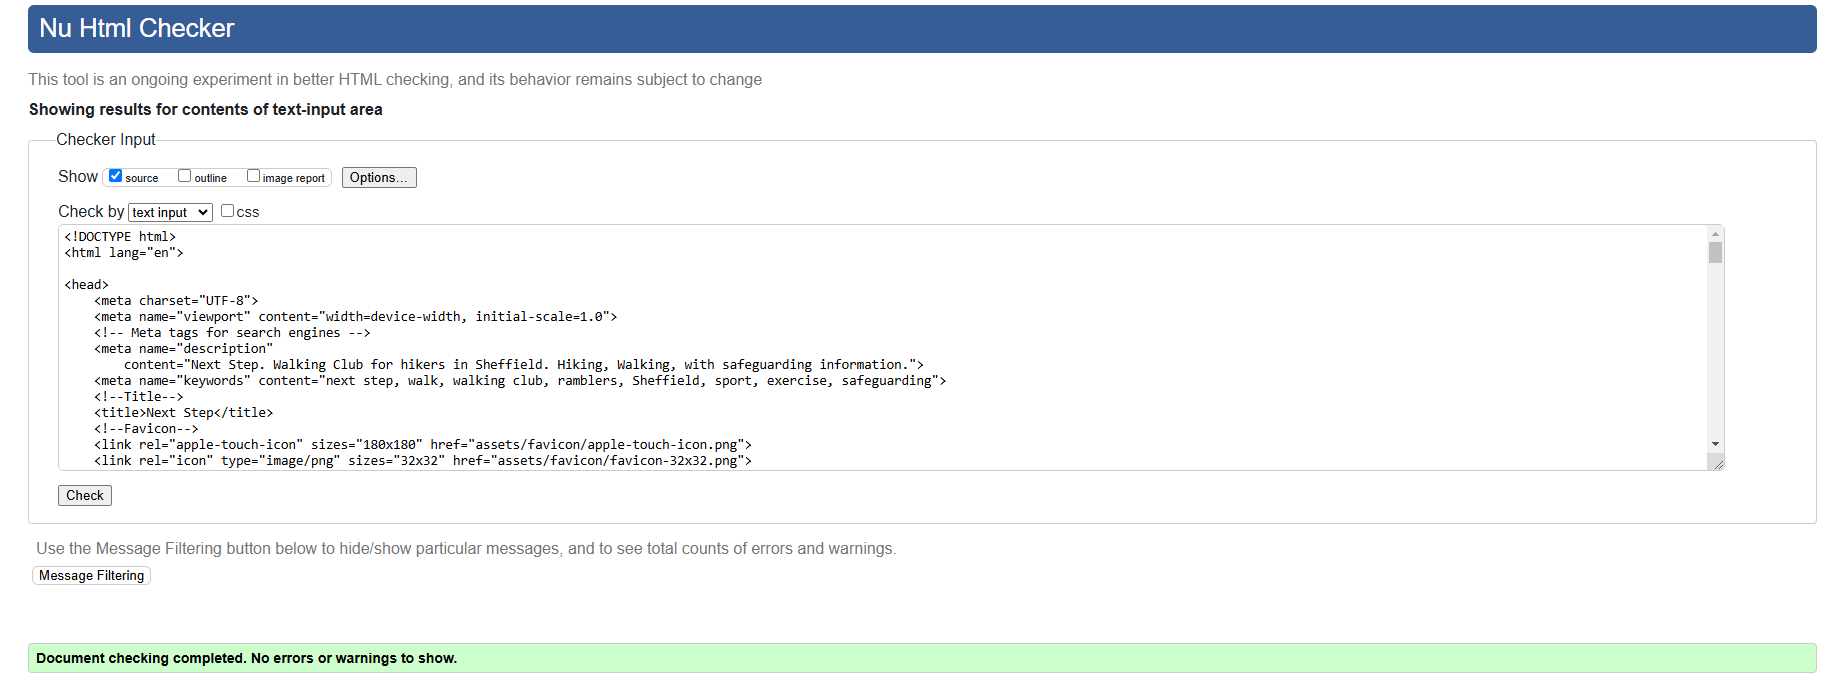 Nu Html Checker
This tool is an ongoing experiment in better HTML checking, and its behavior remains subject to change
Showing results for contents of text-input area
Checker Input
Show source outline image report Options...
Check by text input css
<!DOCTYPE html>
<html lang="en">
<head>
<meta charset="UTF-8">
<meta name="viewport" content="width=device-width, initial-scale=1.0">
<!-- Meta tags for search engines -->
<meta name="description"
content="Next Step. Walking Club for hikers in Sheffield. Hiking, Walking, with safeguarding information.">
<meta name="keywords" content="next step, walk, walking club, ramblers, Sheffield, sport, exercise, safeguarding">
<!--Title-->
<title>Next Step</title>
<!--Favicon-->
<link rel="apple-touch-icon" sizes="180x180" href="assets/favicon/apple-touch-icon.png">
<link rel="icon" type="image/png" sizes="32x32" href="assets/favicon/favicon-32x32.png">
Check
Use the Message Filtering button below to hide/show particular messages, and to see total counts of errors and warnings.
Message Filtering
Document checking completed. No errors or warnings to show.